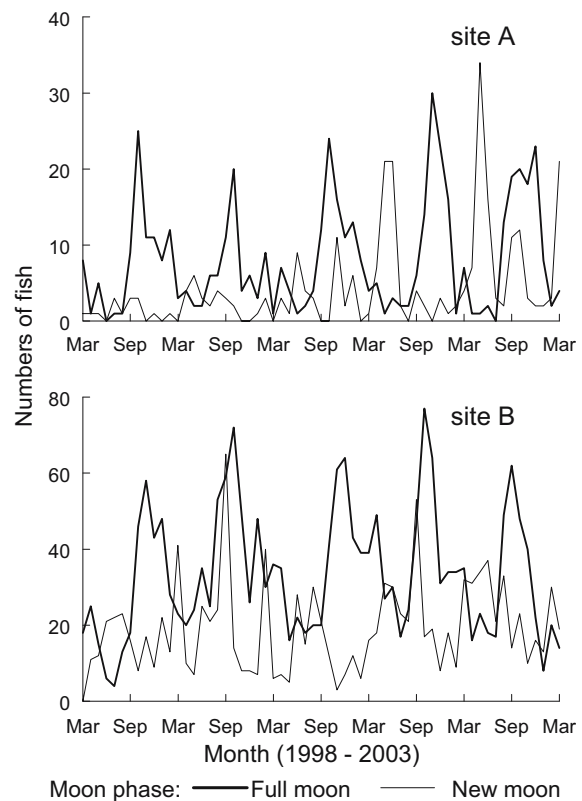 40
site A
30
20
10
0
Mar Sep Mar Sep Mar Sep Mar Sep Mar Sep Mar
Numbers of fish
80
site B
60
40
20
0
Mar Sep Mar Sep Mar Sep Mar Sep Mar Sep Mar
Month (1998 - 2003)
Moon phase: Full moon New moon